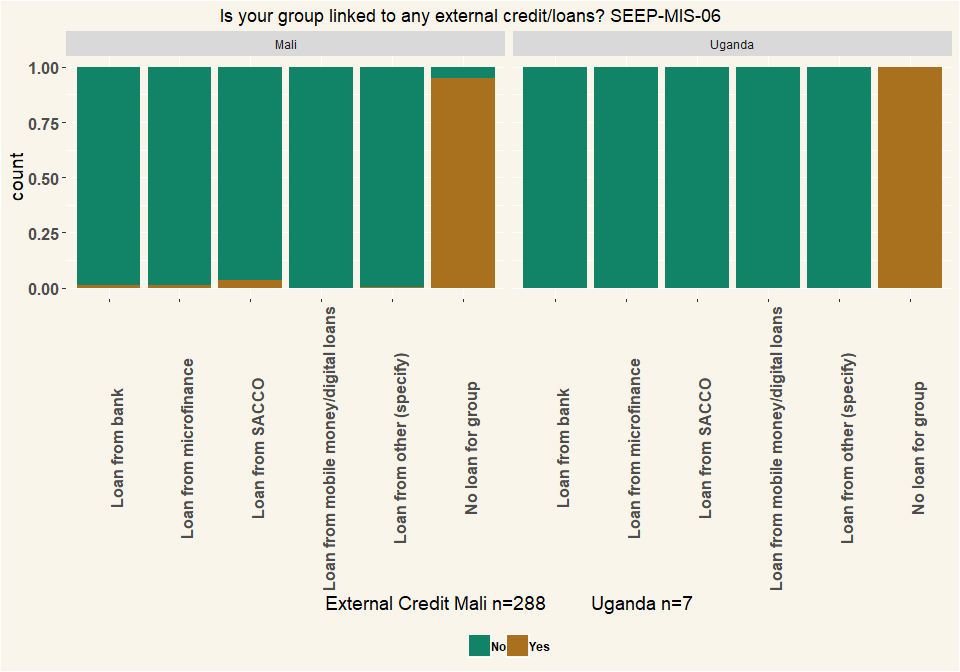 Is your group linked to any external credit/loans? SEEP-MIS-06
Mali
Uganda
count
1.00
0.75
0.50
0.25
0.00
Loan from bank
Loan from microfinance
Loan from SACCO
Loan from mobile money/digital loans
Loan from other (specify)
No loan for group
Loan from bank
Loan from microfinance
Loan from SACCO
Loan from mobile money/digital loans
Loan from other (specify)
No loan for group
External Credit Mali n=288 Uganda n=7
No Yes